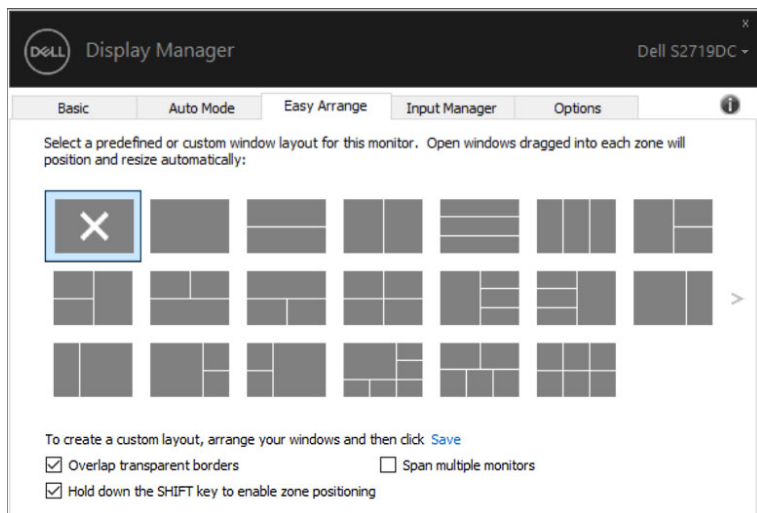 x
DELL
Display Manager
Dell S2719DC
Basic
Auto Mode
Easy Arrange
Input Manager
Options
i
Select a predefined or custom window layout for this monitor. Open windows dragged into each zone will
position and resize automatically:
>
To create a custom layout, arrange your windows and then click Save
Overlap transparent borders
Span multiple monitors
Hold down the SHIFT key to enable zone positioning